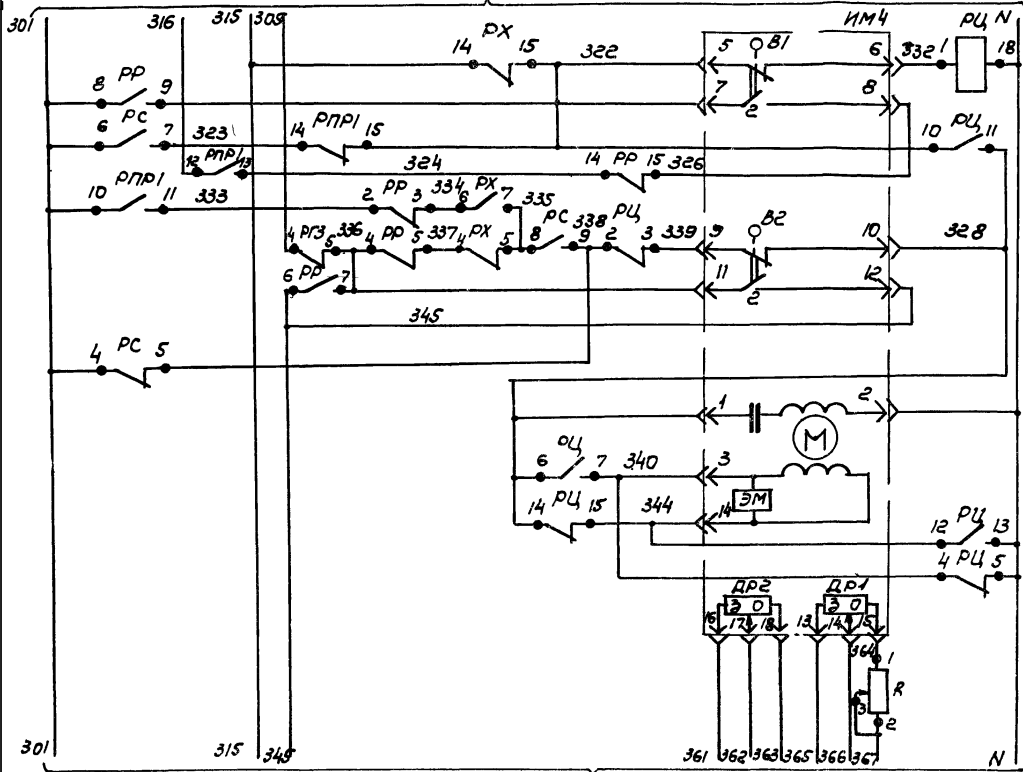 301 316 315 309 ИМ4 РЦ N
14 РХ 15 322 5 В1 6 332 1 18
8 РР 9 7 2 8
6 РС 7 323 14 РПР1 15 10 РЦ 11
12 РПР1 13 324 14 РР 15 326
10 РПР1 11 333 2 РР 3 334 6 РХ 7 335 В2
4 РГ3 5 336 4 РР 5 337 4 РХ 5 8 РС 9 338 2 РЦ 3 339 9 10 328
6 РР 7 11 2 12
345
4 РС 5
1 2
М
6 РЦ 7 340 3
ЭМ
14 РЦ 15 344 14 12 РЦ 13
4 РЦ 5
ДР2 ДР1
З О З О
16 17 18 13 14 15
364 1
R
3
2
301 315 345 361 362 363 365 366 367 N